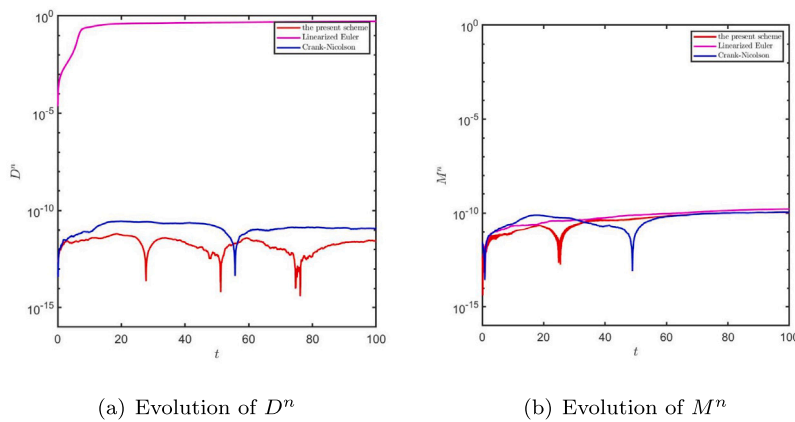 10^0
10^-5
10^-10
10^-15
D^n
0 20 40 60 80 100
t
the present scheme
Linearized Euler
Crank-Nicolson
(a) Evolution of D^n
10^0
10^-5
10^-10
10^-15
M^n
0 20 40 60 80 100
t
the present scheme
Linearized Euler
Crank-Nicolson
(b) Evolution of M^n